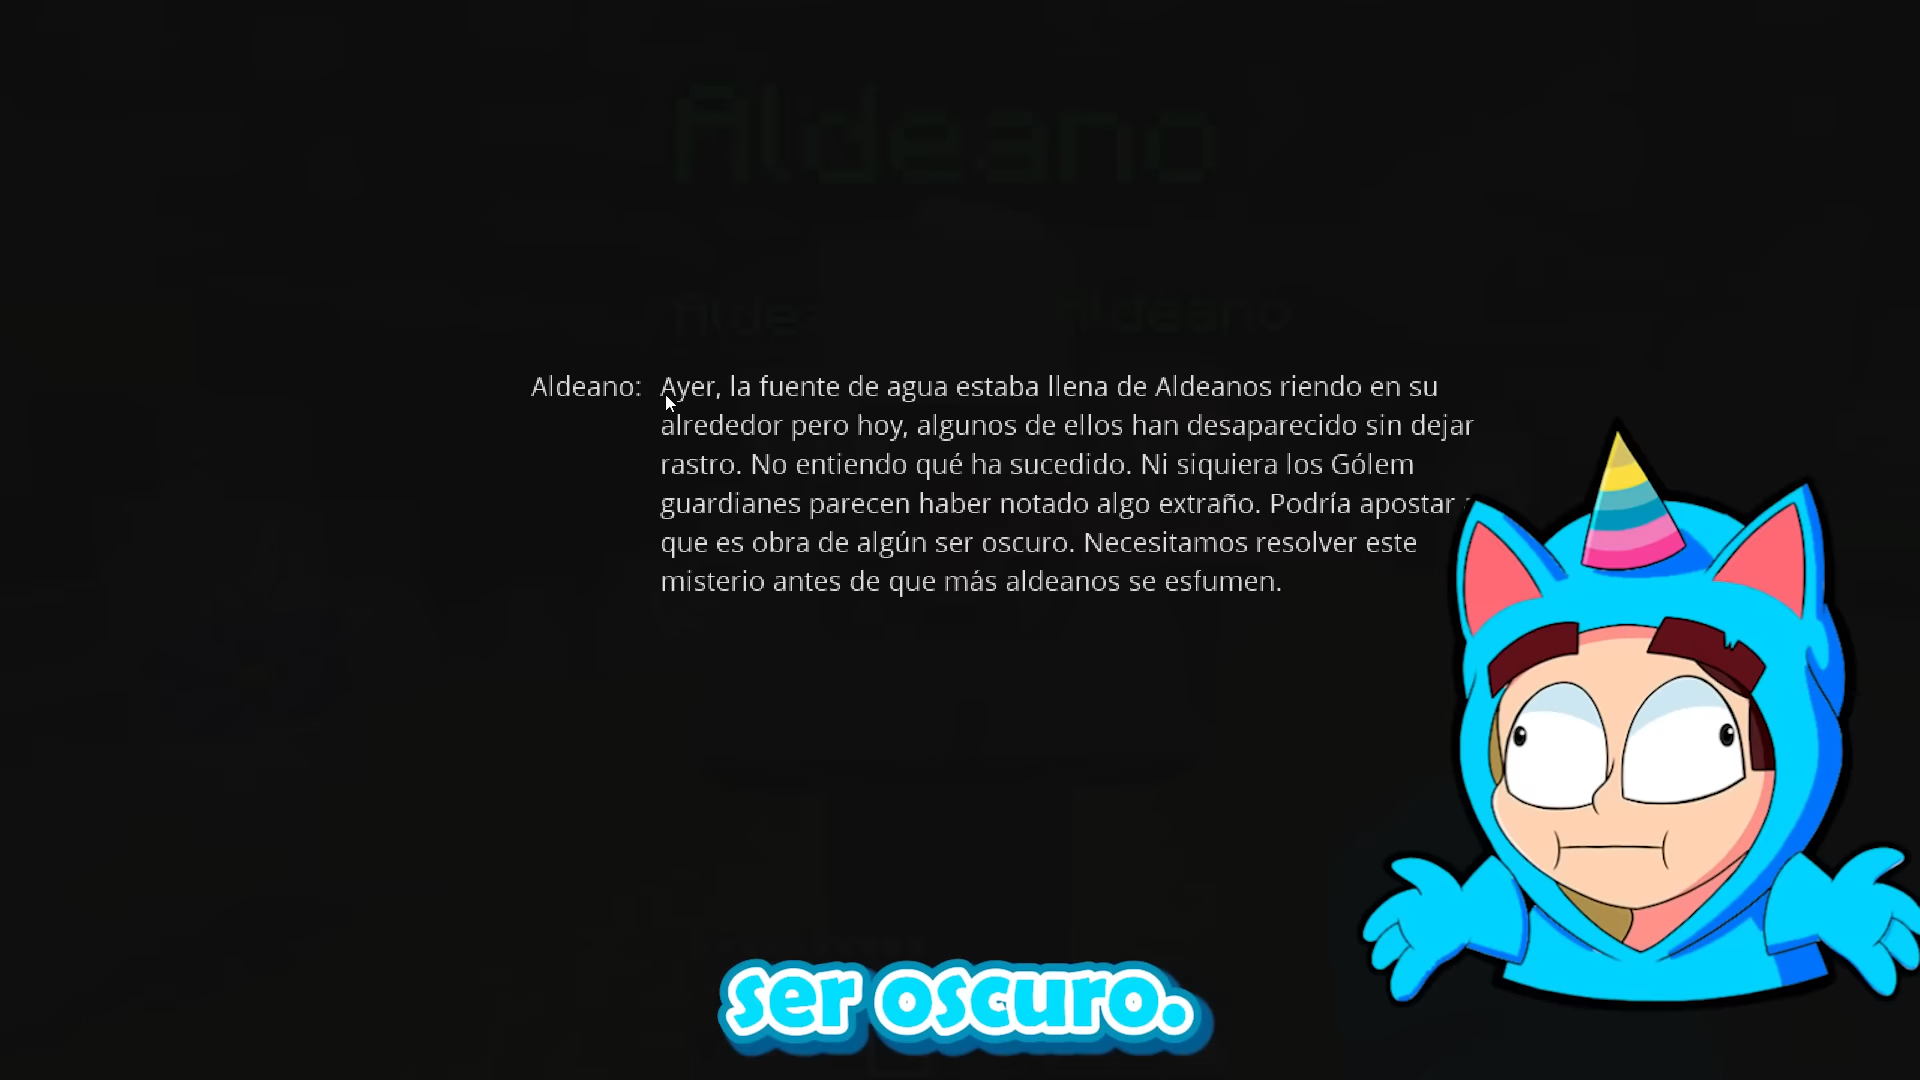 Aldeano
Aldeano
Aldeano: Ayer, la fuente de agua estaba llena de Aldeanos riendo en su
alrededor pero hoy, algunos de ellos han desaparecido sin dejar
rastro. No entiendo qué ha sucedido. Ni siquiera los Gólem
guardianes parecen haber notado algo extraño. Podría apostar
que es obra de algún ser oscuro. Necesitamos resolver este
misterio antes de que más aldeanos se esfumen.
ser oscuro.